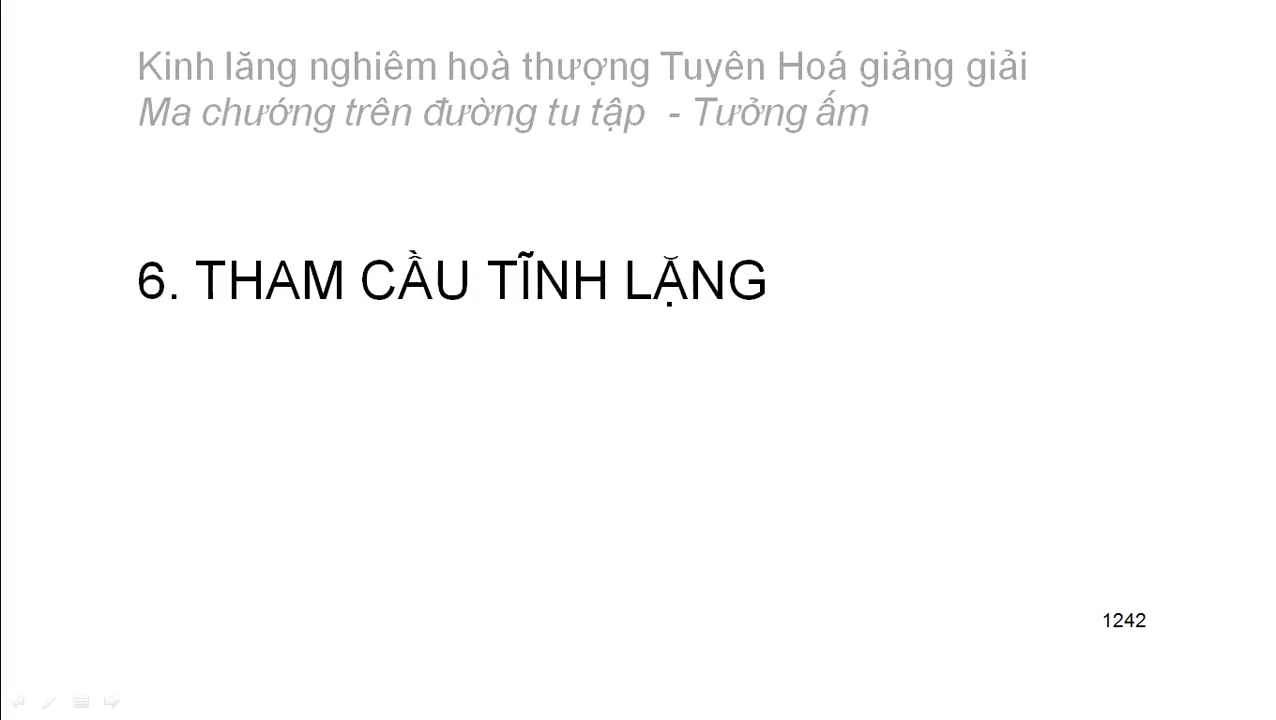 Kinh lăng nghiêm hoà thượng Tuyên Hoá giảng giải
Ma chướng trên đường tu tập - Tưởng ấm
6. THAM CẦU TĨNH LẶNG
1242